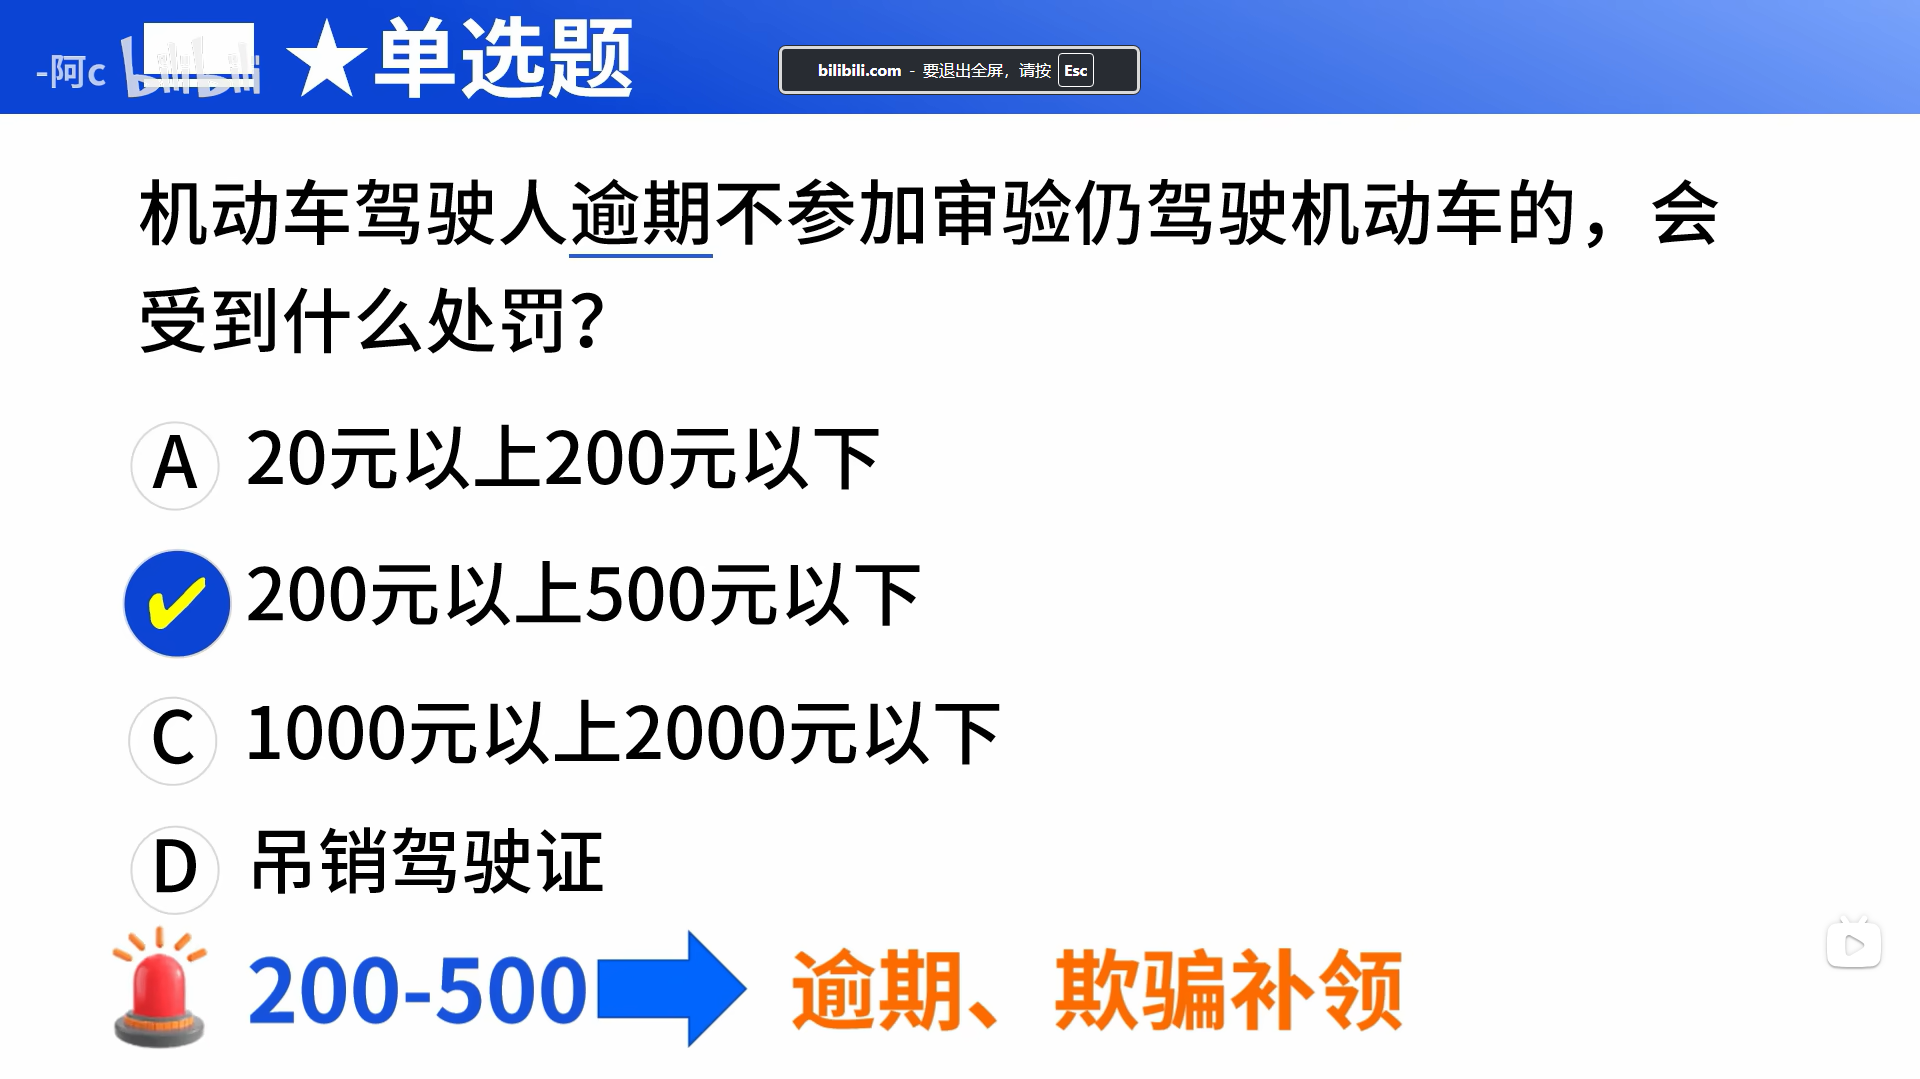 -阿c bilibili ★单选题
bilibili.com - 要退出全屏，请按 Esc
机动车驾驶人逾期不参加审验仍驾驶机动车的，会
受到什么处罚？
A 20元以上200元以下
✔ 200元以上500元以下
C 1000元以上2000元以下
D 吊销驾驶证
200-500 逾期、欺骗补领